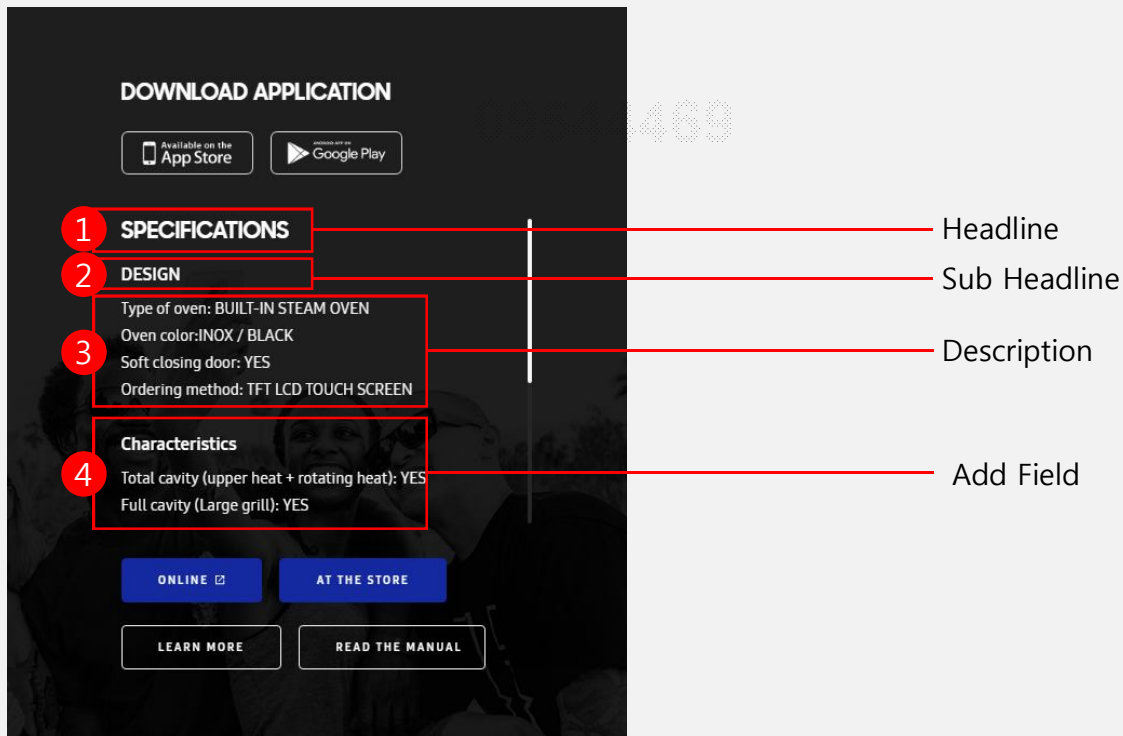 DOWNLOAD APPLICATION
Available on the
App Store
ANDROID APP ON
Google Play
1
SPECIFICATIONS
Headline
2
DESIGN
Sub Headline
3
Type of oven: BUILT-IN STEAM OVEN
Oven color:INOX / BLACK
Soft closing door: YES
Ordering method: TFT LCD TOUCH SCREEN
Description
4
Characteristics
Total cavity (upper heat + rotating heat): YES
Full cavity (Large grill): YES
Add Field
ONLINE
AT THE STORE
LEARN MORE
READ THE MANUAL